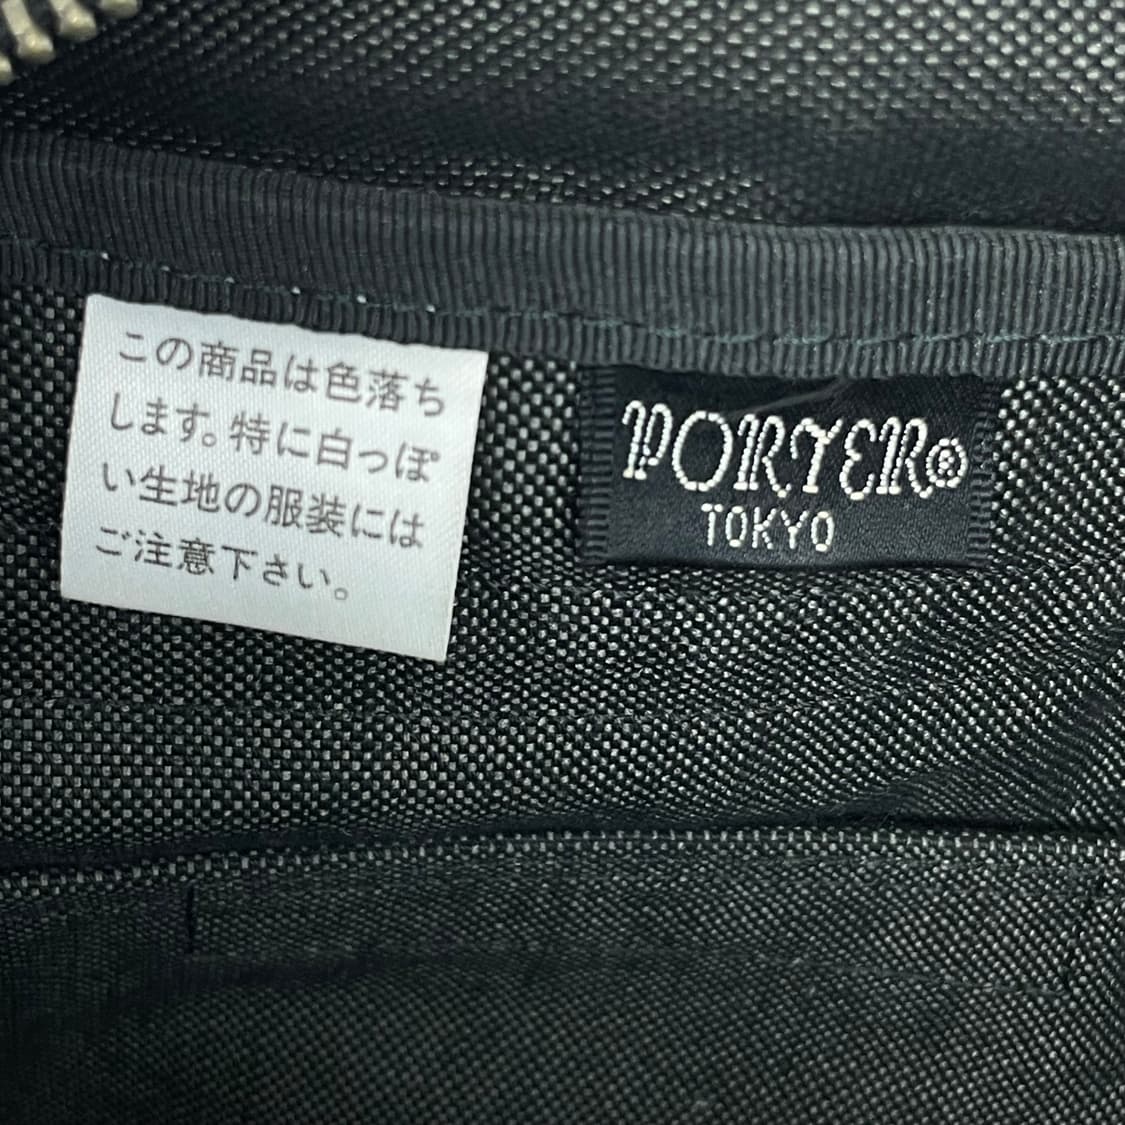 この商品は色落ち
します。特に白っぽ
い生地の服装には
ご注意下さい。
PORTER®
TOKYO